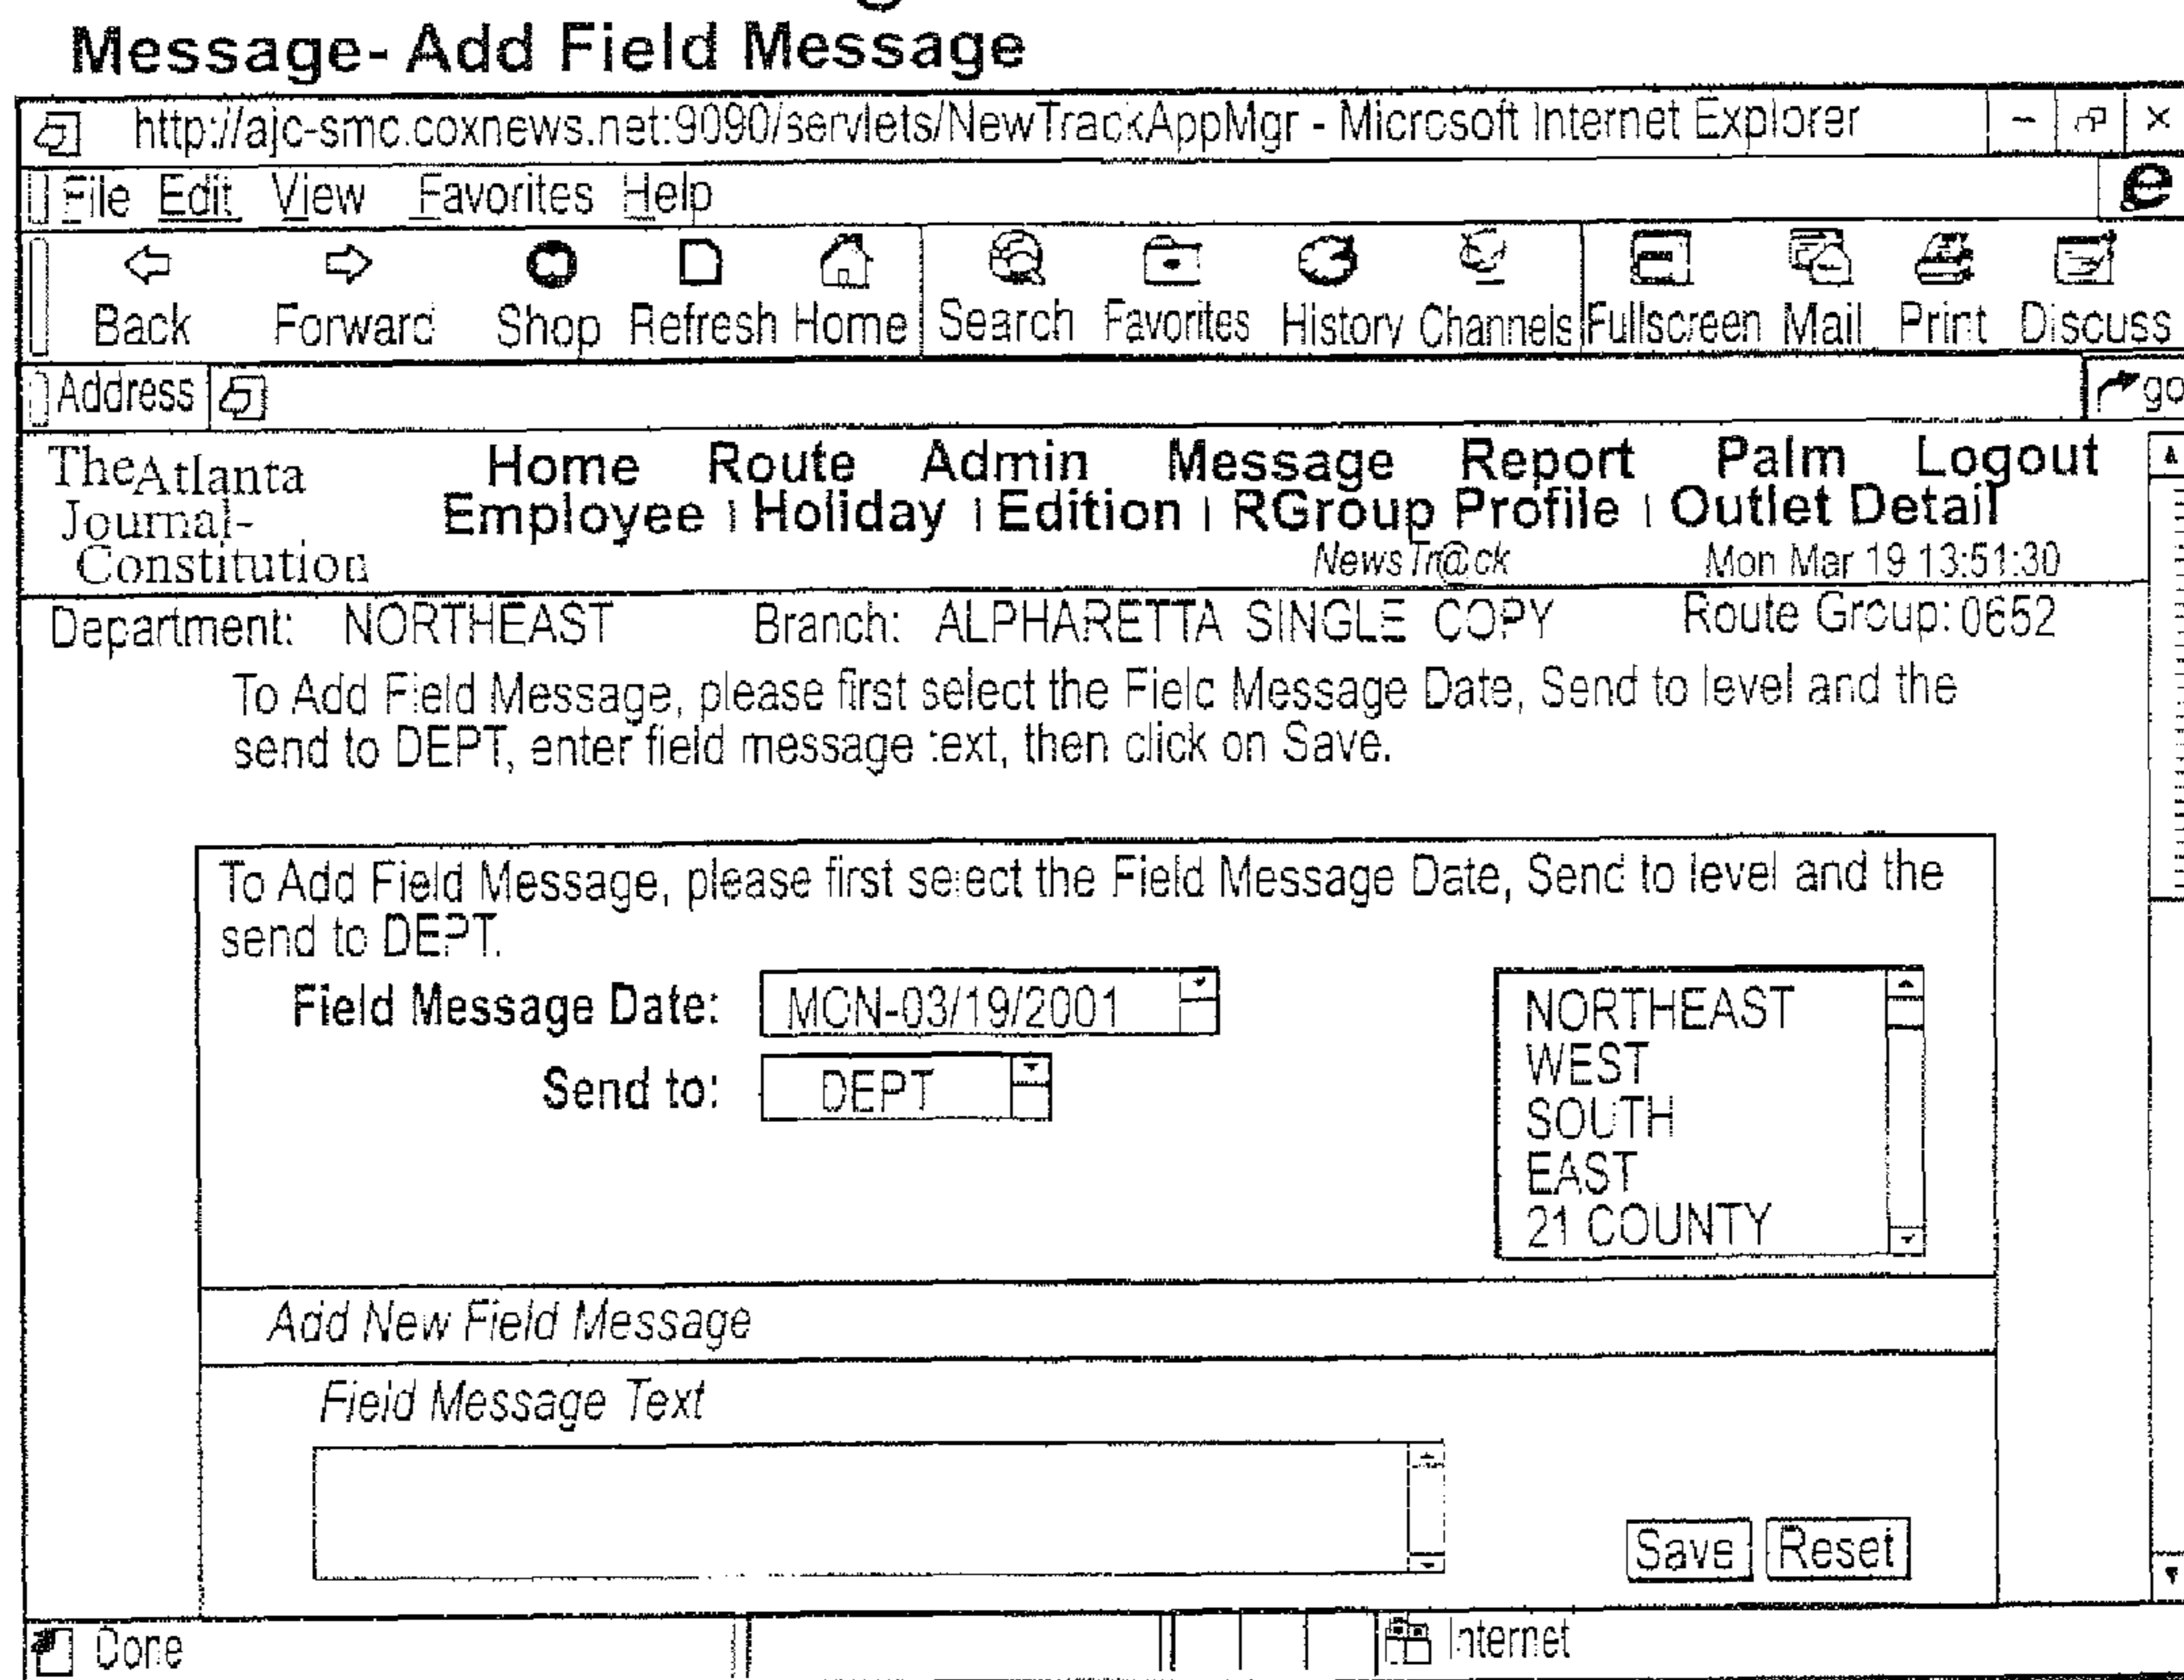 Message- Add Field Message
http://ajc-smc.coxnews.net:9090/servlets/NewTrackAppMgr - Microsoft Internet Explorer
File Edit View Favorites Help
Back Forward Shop Refresh Home Search Favorites History Channels Fullscreen Mail Print Discuss
Address go
The Atlanta
Journal-
Constitution
Home Route Admin Message Report Palm Logout
Employee | Holiday | Edition | RGroup Profile | Outlet Detail
NewsTr@ck Mon Mar 19 13:51:30
Department: NORTHEAST Branch: ALPHARETTA SINGLE COPY Route Group: 0652
To Add Field Message, please first select the Field Message Date, Send to level and the
send to DEPT, enter field message text, then click on Save.
To Add Field Message, please first select the Field Message Date, Send to level and the
send to DEPT.
Field Message Date: MON-03/19/2001
Send to: DEPT
NORTHEAST
WEST
SOUTH
EAST
21 COUNTY
Add New Field Message
Field Message Text
Save Reset
Done Internet